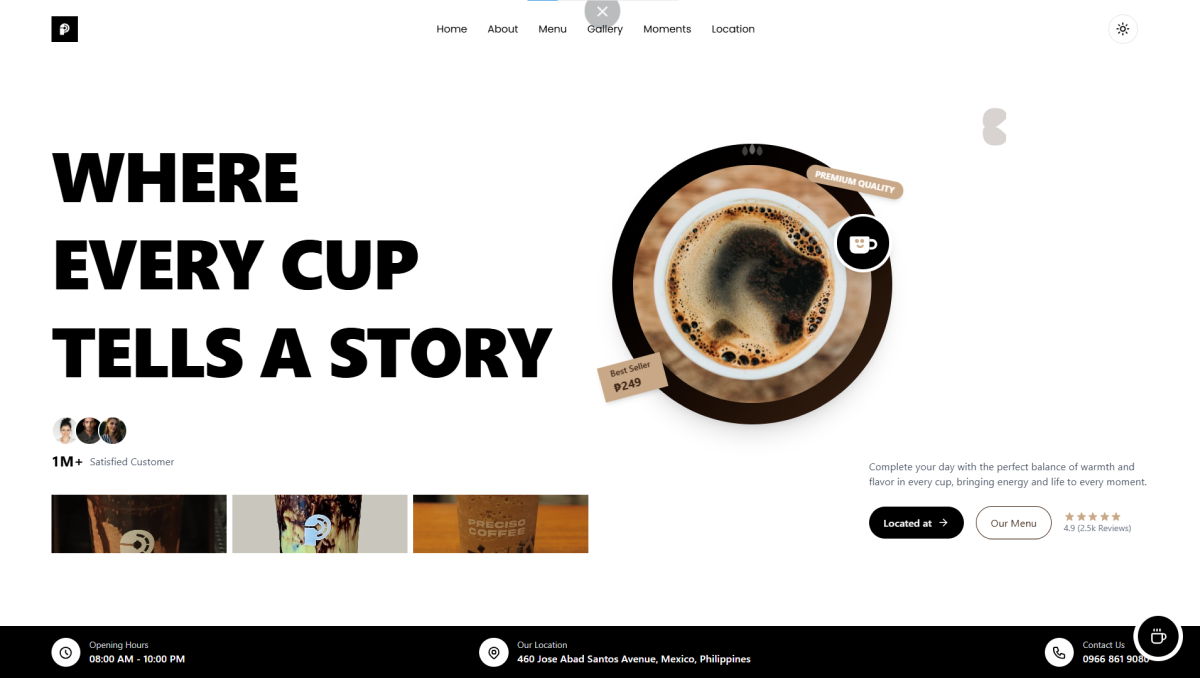 Home About Menu Gallery Moments Location
WHERE
EVERY CUP
TELLS A STORY
PREMIUM QUALITY
Best Seller
₱249
1M+ Satisfied Customer
PRECISO
COFFEE
Complete your day with the perfect balance of warmth and
flavor in every cup, bringing energy and life to every moment.
Located at →
Our Menu
4.9 (2.5k Reviews)
Opening Hours
08:00 AM - 10:00 PM
Our Location
460 Jose Abad Santos Avenue, Mexico, Philippines
Contact Us
0966 861 9080